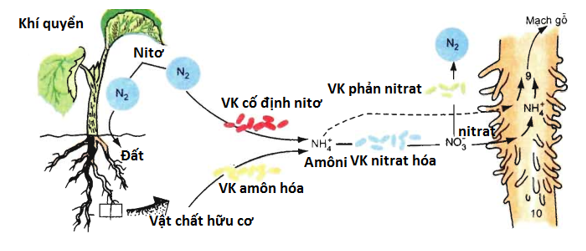 Khí quyển
Mạch gỗ
Nitơ
N₂
N₂
N₂
VK cố định nitơ
VK phản nitrat
9
NH₄⁺
Đất
NH₄⁺
Amôni
VK nitrat hóa
NO₃⁻
nitrat
VK amôn hóa
Vật chất hữu cơ
10